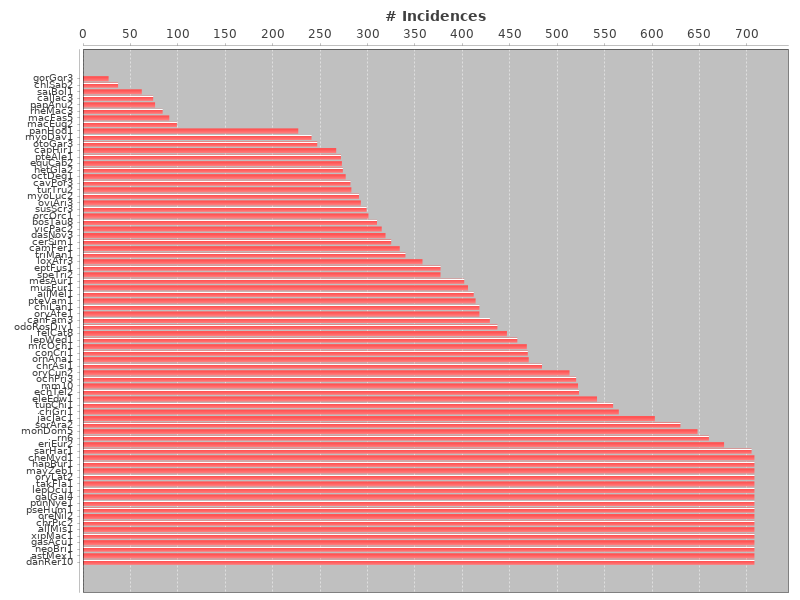 # Incidences
0 50 100 150 200 250 300 350 400 450 500 550 600 650 700
gorGor3
chlSab2
saiBol1
calJac3
papAnu2
rheMac3
macFas5
macEug2
panHod1
myoDav1
otoGar3
capHir1
pteAle1
equCab2
hetGla2
octDeg1
cavPor3
turTru2
myoLuc2
oviAri3
susScr3
orcOrc1
bosTau8
vicPac2
dasNov3
cerSim1
camFer1
triMan1
loxAfr3
eptFus1
speTri2
mesAur1
musFur1
ailMel1
pteVam1
chiLan1
oryAfe1
canFam3
odoRosDiv1
felCat8
lepWed1
micOch1
conCri1
ornAna1
chrAsi1
oryCun2
ochPri3
mm10
echTel2
eleEdw1
tupChi1
criGri1
jacJac1
sorAra2
monDom5
rn6
eriEur2
sarHar1
cheMyd1
hapBur1
mayZeb1
oryLat2
takFla1
lepOcu1
galGal4
punNye1
pseHum1
oreNil2
chrPic2
allMis1
xipMac1
gasAcu1
neoBri1
astMex1
danRer10